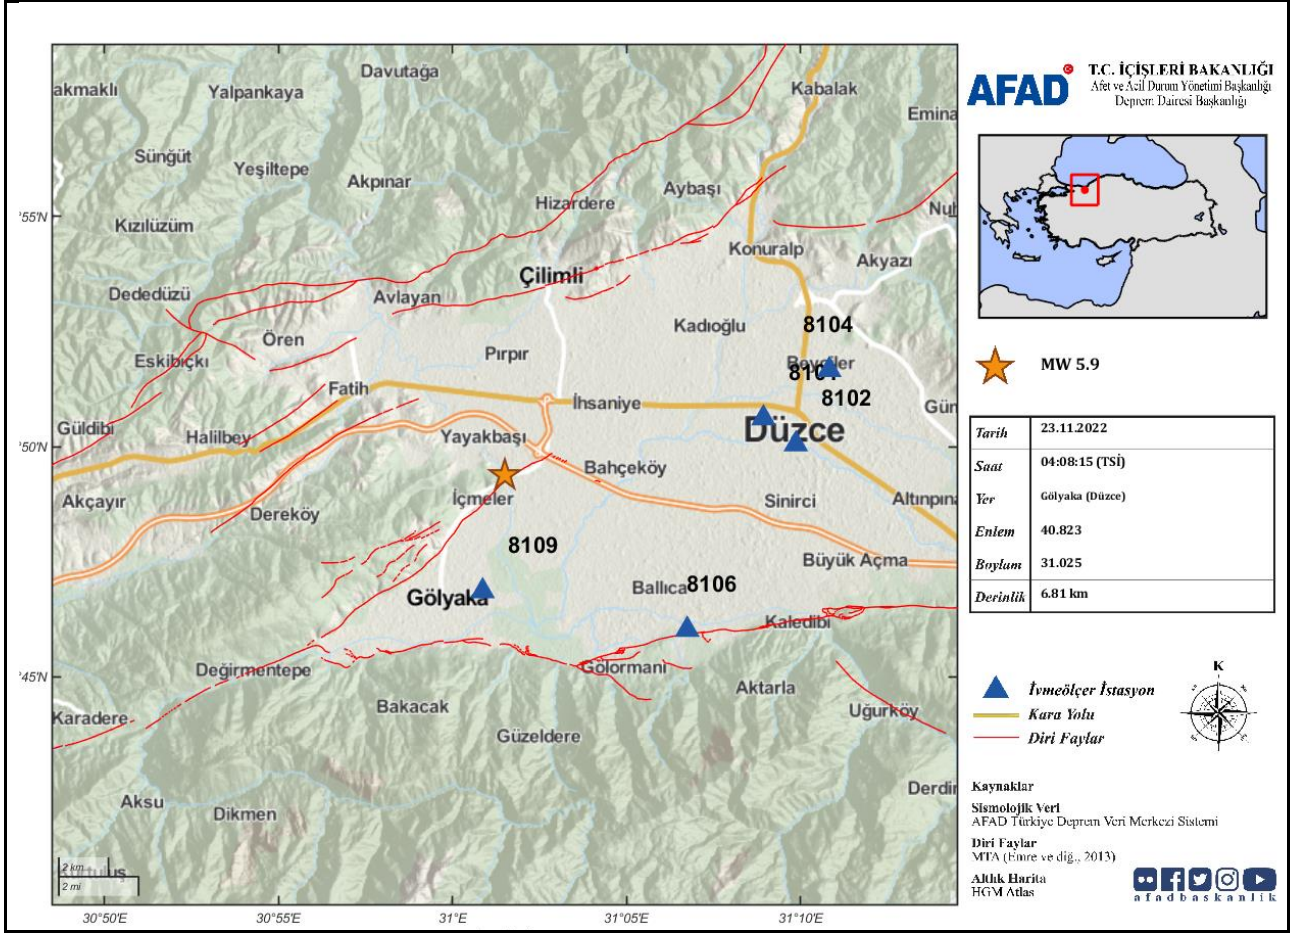 Davutağa
akmaklı
Yalpankaya
Kabalak
Emina
Süngüt
Yeşiltepe
Akpınar
Aybaşı
Hizardere
Nuh
'55'N
Kızılüzüm
Konuralp
Akyazı
Çilimli
Dededüzü
Avlayan
Kadıoğlu
8104
Ören
Pırpır
Eskibıçkı
8102
Fatih
İhsaniye
Gün
Güldibi
Halilbey
Yayakbaşı
Düzce
'50'N
Bahçeköy
İçmeler
Akçayır
Dereköy
Sinirci
Altınpına
8109
Büyük Açma
Ballıca
8106
Gölyaka
Kaledibi
'45'N
Değirmentepe
Gölormanı
Aktarla
Karadere
Bakacak
Uğurköy
Güzeldere
Aksu
Dikmen
Derdin
2 km
2 mi
30°50'E
30°55'E
31°E
31°05'E
31°10'E
AFAD
T.C. İÇİŞLERİ BAKANLIĞI
Afet ve Acil Durum Yönetimi Başkanlığı
Deprem Dairesi Başkanlığı
MW 5.9
Tarih 23.11.2022
Saat 04:08:15 (TSİ)
Yer Gölyaka (Düzce)
Enlem 40.823
Boylam 31.025
Derinlik 6.81 km
K
İvmeölçer İstasyon
Kara Yolu
Diri Faylar
Kaynaklar
Sismolojik Veri
AFAD Türkiye Deprem Veri Merkezi Sistemi
Diri Faylar
MTA (Emre ve diğ., 2013)
Altlık Harita
HGM Atlas
afadbaskanlik